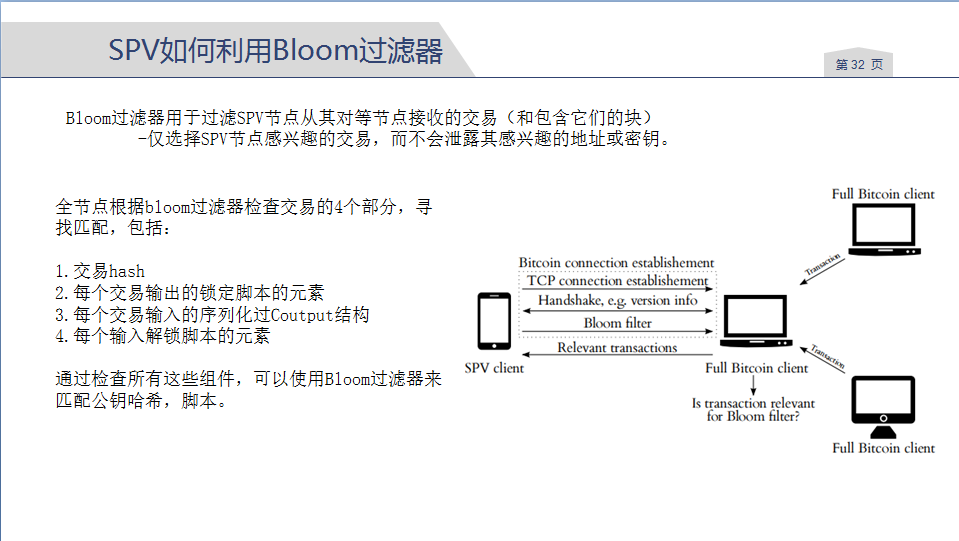 SPV如何利用Bloom过滤器
第 32 页
Bloom过滤器用于过滤SPV节点从其对等节点接收的交易（和包含它们的块）
-仅选择SPV节点感兴趣的交易，而不会泄露其感兴趣的地址或密钥。
全节点根据bloom过滤器检查交易的4个部分，寻
找匹配，包括：
1.交易hash
2.每个交易输出的锁定脚本的元素
3.每个交易输入的序列化过Coutput结构
4.每个输入解锁脚本的元素
通过检查所有这些组件，可以使用Bloom过滤器来
匹配公钥哈希，脚本。
Full Bitcoin client
Transaction
Bitcoin connection establishement
TCP connection establishement
Handshake, e.g. version info
Bloom filter
Relevant transactions
SPV client
Full Bitcoin client
Transaction
Is transaction relevant
for Bloom filter?
Full Bitcoin client